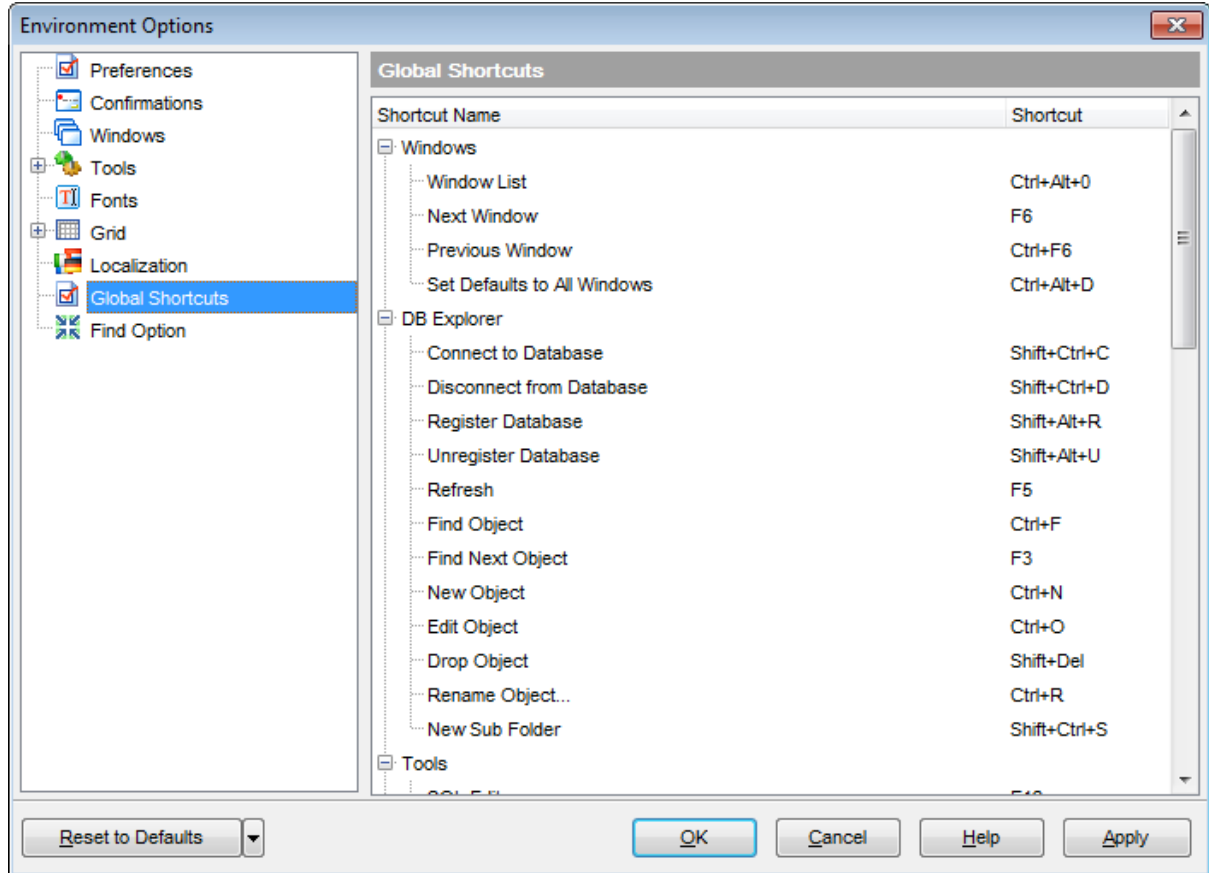 Environment Options
Preferences
Confirmations
Windows
Tools
Fonts
Grid
Localization
Global Shortcuts
Find Option
Global Shortcuts
Shortcut Name Shortcut
Windows
Window List Ctrl+Alt+0
Next Window F6
Previous Window Ctrl+F6
Set Defaults to All Windows Ctrl+Alt+D
DB Explorer
Connect to Database Shift+Ctrl+C
Disconnect from Database Shift+Ctrl+D
Register Database Shift+Alt+R
Unregister Database Shift+Alt+U
Refresh F5
Find Object Ctrl+F
Find Next Object F3
New Object Ctrl+N
Edit Object Ctrl+O
Drop Object Shift+Del
Rename Object... Ctrl+R
New Sub Folder Shift+Ctrl+S
Tools
Reset to Defaults OK Cancel Help Apply